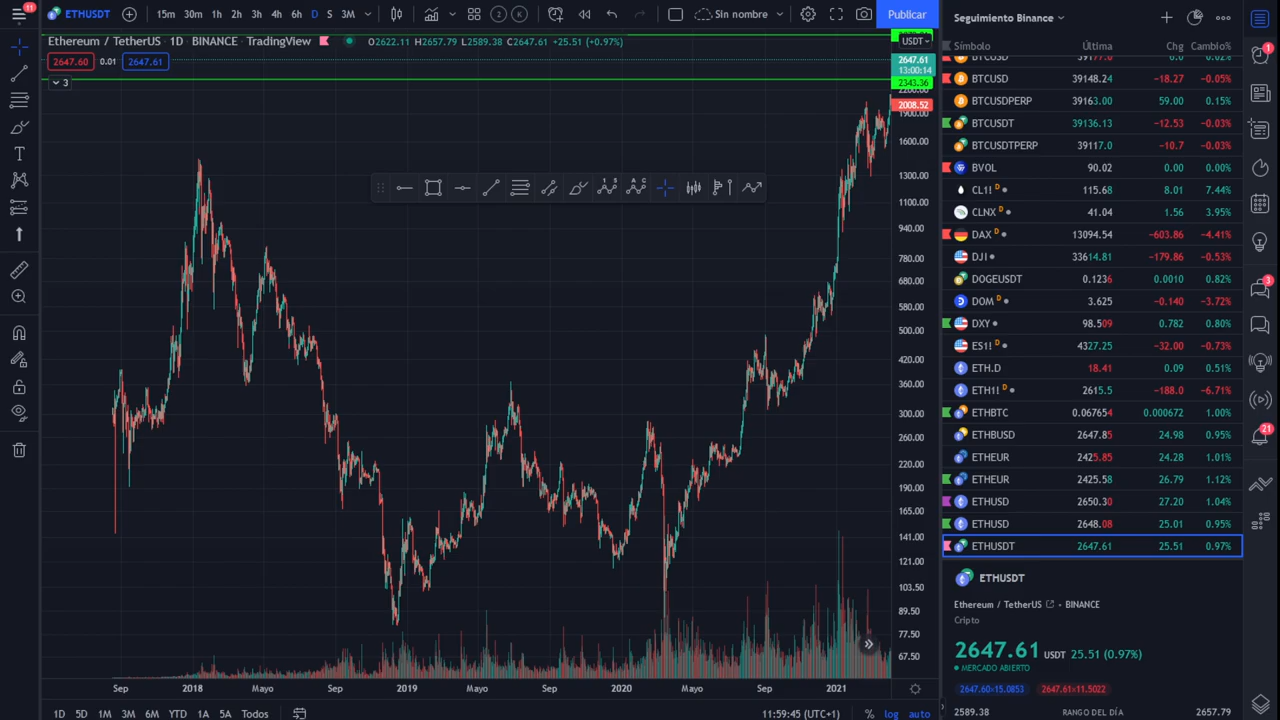 11
ETHUSDT
15m 30m 1h 2h 3h 4h 6h D S 3M
2 K
Sin nombre
Publicar
Ethereum / TetherUS · 1D · BINANCE · TradingView
O2622.11 H2657.79 L2589.38 C2647.61 +25.51 (+0.97%)
2647.60 0.01 2647.61
3
USDT
2647.61
13:00:14
2343.36
2200.00
2008.52
1900.00
1600.00
1300.00
1100.00
940.00
780.00
680.00
580.00
500.00
420.00
360.00
300.00
260.00
220.00
190.00
165.00
141.00
121.00
103.50
89.50
77.50
67.50
Sep 2018 Mayo Sep 2019 Mayo Sep 2020 Mayo Sep 2021
1D 5D 1M 3M 6M YTD 1A 5A Todos
11:59:45 (UTC+1) % log auto
Seguimiento Binance
Símbolo Última Chg Cambio%
BTCUSD 39148.24 −18.27 −0.05%
BTCUSDPERP 39163.00 59.00 0.15%
BTCUSDT 39136.13 −12.53 −0.03%
BTCUSDTPERP 39117.0 −10.7 −0.03%
BVOL 90.02 0.00 0.00%
CL1! D 115.68 8.01 7.44%
CLNX D 41.04 1.56 3.95%
DAX D 13094.54 −603.86 −4.41%
DJI 33614.81 −179.86 −0.53%
DOGEUSDT 0.1236 0.0010 0.82%
DOM D 3.625 −0.140 −3.72%
DXY 98.509 0.782 0.80%
ES1! D 4327.25 −32.00 −0.73%
ETH.D 18.41 0.09 0.51%
ETH1! D 2615.5 −188.0 −6.71%
ETHBTC 0.067654 0.000672 1.00%
ETHBUSD 2647.85 24.98 0.95%
ETHEUR 2425.85 24.28 1.01%
ETHEUR 2425.58 26.79 1.12%
ETHUSD 2650.30 27.20 1.04%
ETHUSD 2648.08 25.01 0.95%
ETHUSDT 2647.61 25.51 0.97%
ETHUSDT
Ethereum / TetherUS · BINANCE
Cripto
2647.61 USDT 25.51 (0.97%)
MERCADO ABIERTO
2647.60×15.0853 2647.61×11.5022
2589.38 RANGO DEL DÍA 2657.79
1
3
21